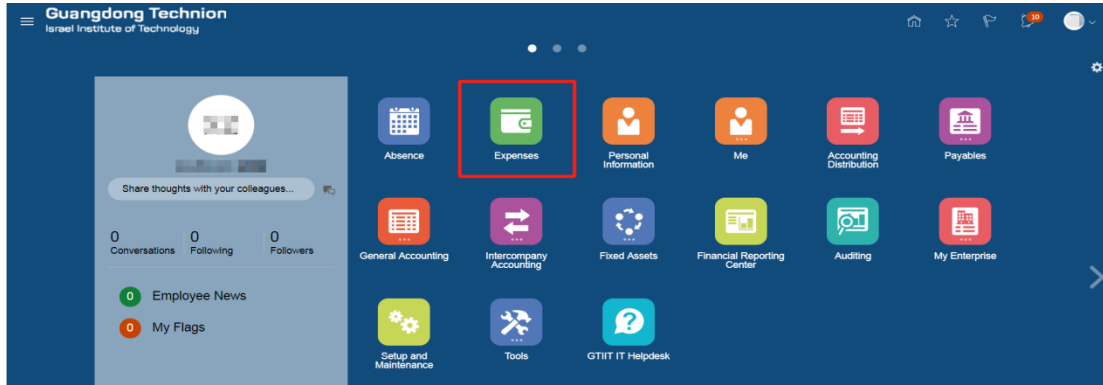 Guangdong Technion
Israel Institute of Technology
10
Absence
Expenses
Personal
Information
Me
Accounting
Distribution
Payables
Share thoughts with your colleagues...
0
Conversations
0
Following
0
Followers
General Accounting
Intercompany
Accounting
Fixed Assets
Financial Reporting
Center
Auditing
My Enterprise
0 Employee News
0 My Flags
Setup and
Maintenance
Tools
GTIIT IT Helpdesk